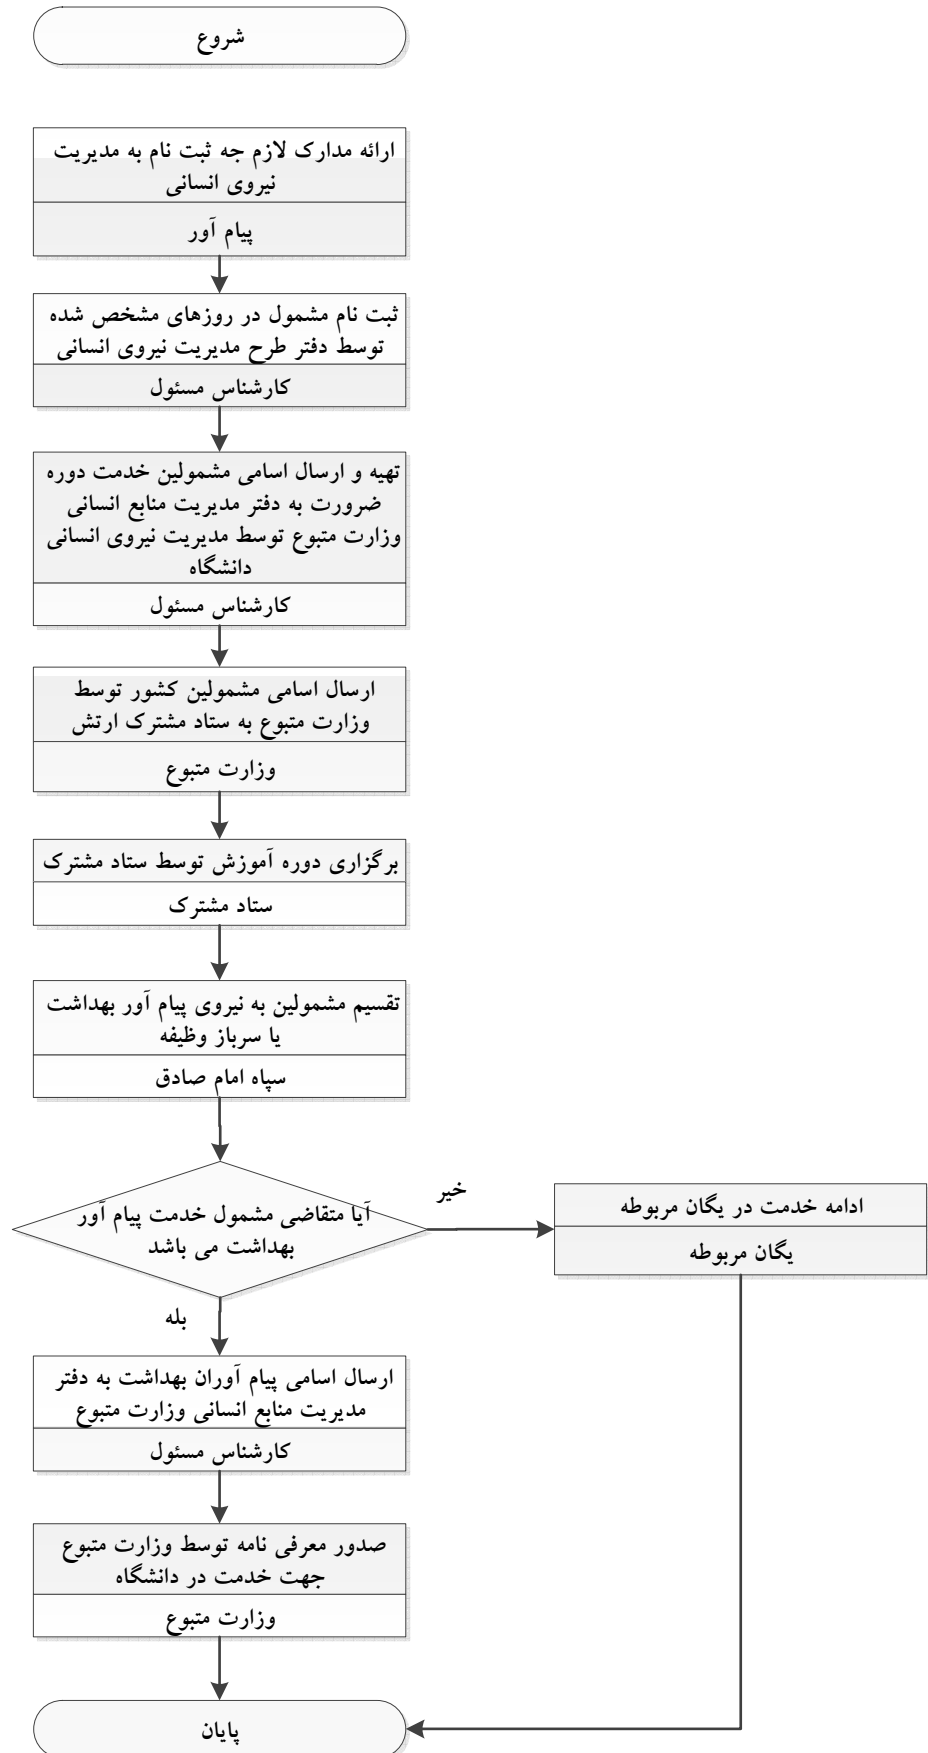 شروع
ارائه مدارک لازم جه ثبت نام به مدیریت
نیروی انسانی
پیام آور
ثبت نام مشمول در روزهای مشخص شده
توسط دفتر طرح مدیریت نیروی انسانی
کارشناس مسئول
تهیه و ارسال اسامی مشمولین خدمت دوره
ضرورت به دفتر مدیریت منابع انسانی
وزارت متبوع توسط مدیریت نیروی انسانی
دانشگاه
کارشناس مسئول
ارسال اسامی مشمولین کشور توسط
وزارت متبوع به ستاد مشترک ارتش
وزارت متبوع
برگزاری دوره آموزش توسط ستاد مشترک
ستاد مشترک
تقسیم مشمولین به نیروی پیام آور بهداشت
یا سرباز وظیفه
سپاه امام صادق
آیا متقاضی مشمول خدمت پیام آور
بهداشت می باشد
خیر
ادامه خدمت در یگان مربوطه
یگان مربوطه
بله
ارسال اسامی پیام آوران بهداشت به دفتر
مدیریت منابع انسانی وزارت متبوع
کارشناس مسئول
صدور معرفی نامه توسط وزارت متبوع
جهت خدمت در دانشگاه
وزارت متبوع
پایان